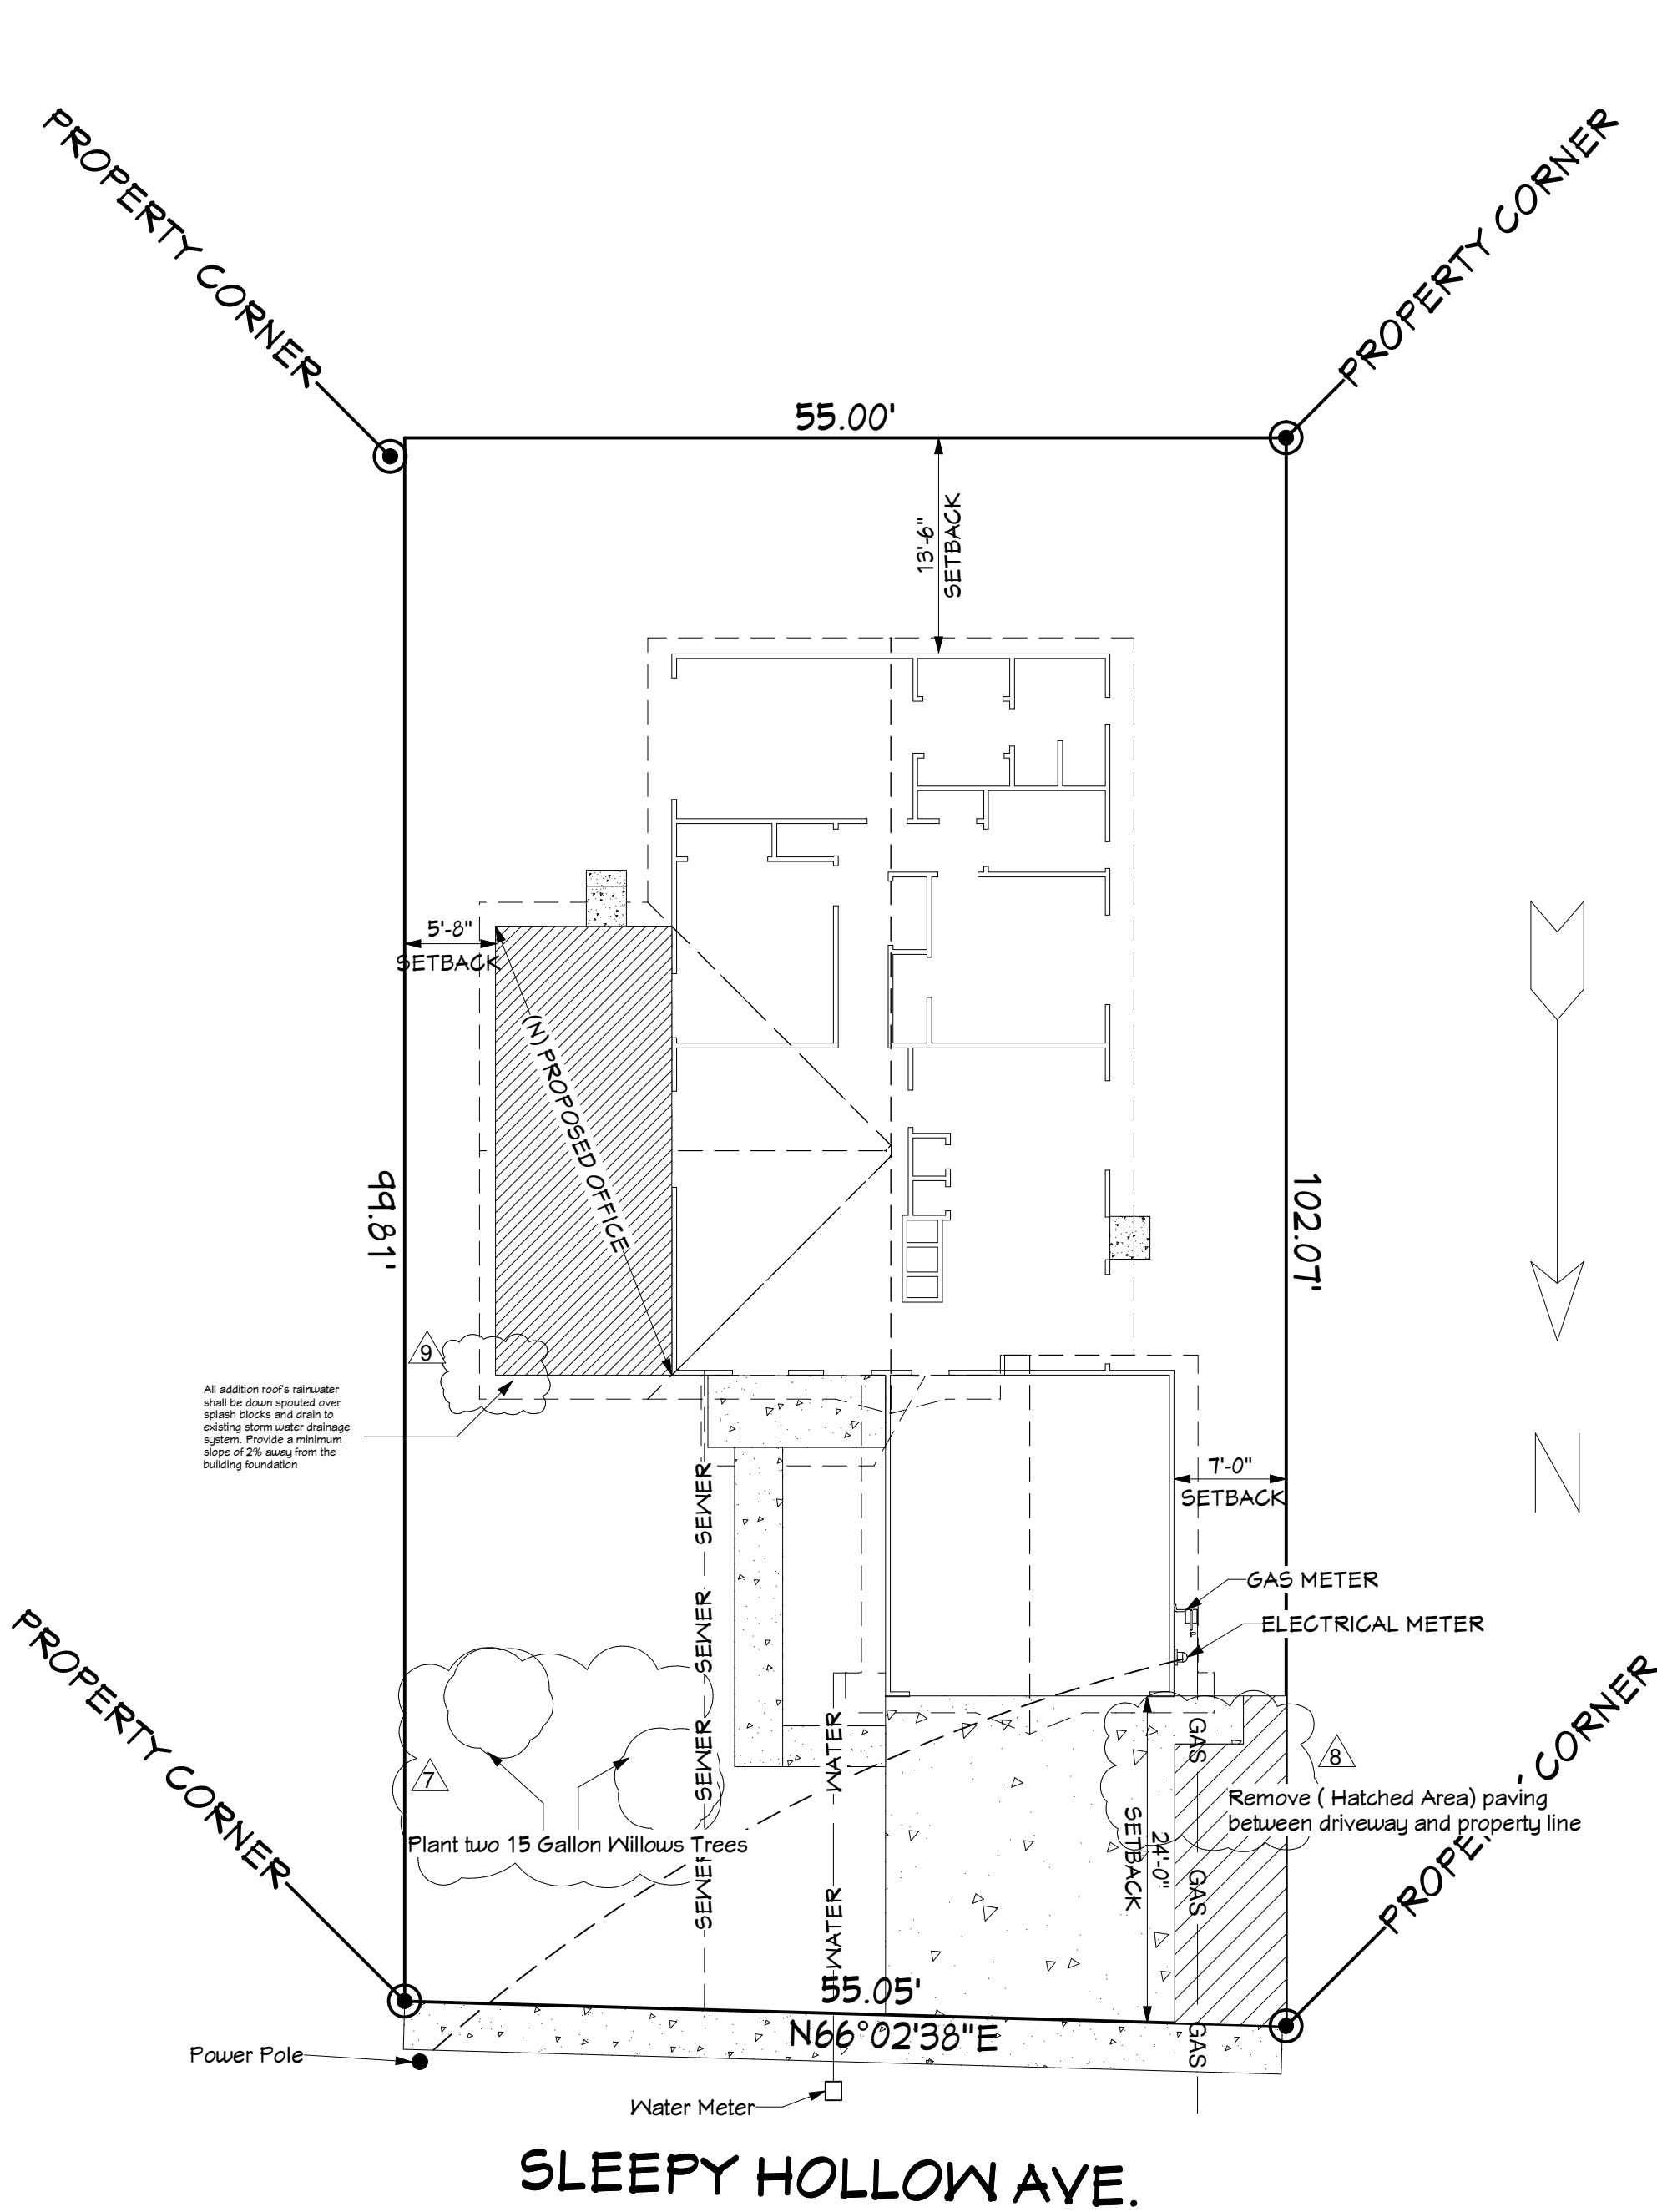 PROPERTY CORNER
PROPERTY CORNER
55.00'
13'-6"
SETBACK
5'-8"
SETBACK
(N) PROPOSED OFFICE
99.81'
102.07'
9
All addition roof's rainwater
shall be down spouted over
splash blocks and drain to
existing storm water drainage
system. Provide a minimum
slope of 2% away from the
building foundation
N
7'-0"
SETBACK
GAS METER
ELECTRICAL METER
SEWER
SEWER
SEWER
SEWER
WATER
WATER
GAS
GAS
GAS
7
Plant two 15 Gallon Willows Trees
8
Remove ( Hatched Area) paving
between driveway and property line
24'-0"
SETBACK
PROPERTY CORNER
PROPERTY CORNER
55.05'
N66°02'38"E
Power Pole
Water Meter
SLEEPY HOLLOW AVE.